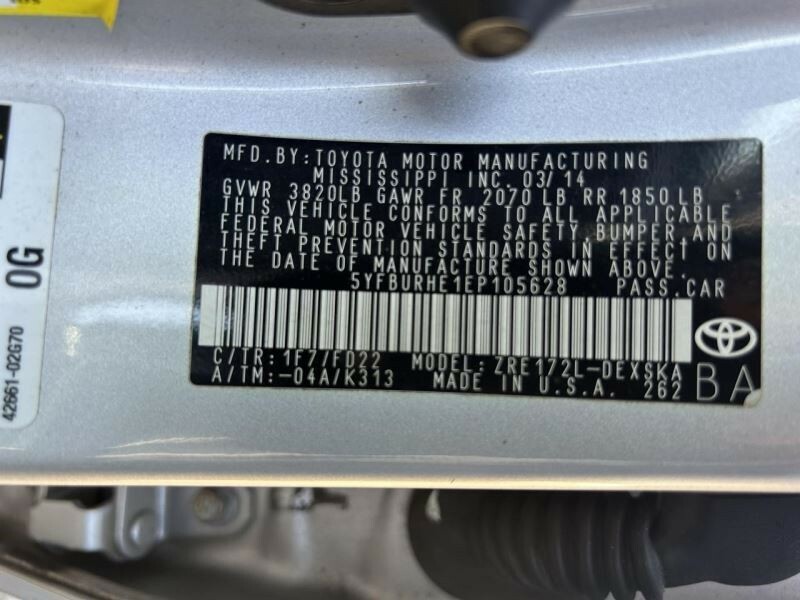 MFD.BY:TOYOTA MOTOR MANUFACTURING
MISSISSIPPI INC. 03/14
GVWR 3820LB GAWR FR 2070 LB RR 1850 LB
THIS VEHICLE CONFORMS TO ALL APPLICABLE
FEDERAL MOTOR VEHICLE SAFETY, BUMPER,AND
THEFT PREVENTION STANDARDS IN EFFECT ON
THE DATE OF MANUFACTURE SHOWN ABOVE.
5YFBURHE1EP105628 PASS.CAR
C/TR:1F7/FD22 MODEL:ZRE172L-DEXSKA
A/TM:-04A/K313 MADE IN U.S.A. 262
BA
0G
42661-02G70